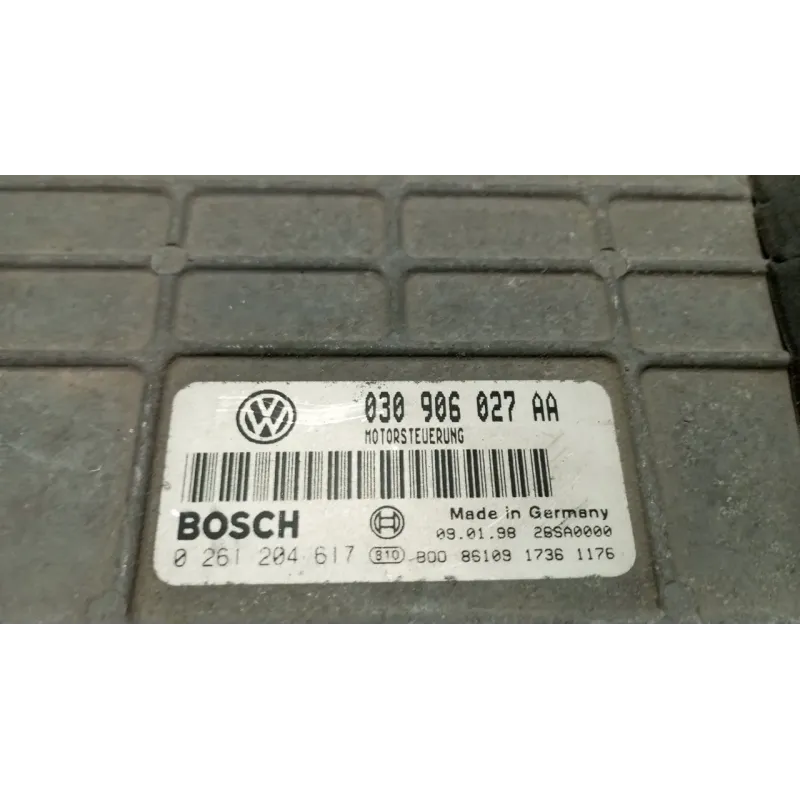 VW 030 906 027 AA
MOTORSTEUERUNG
BOSCH Made in Germany
09.01.98 28SA0000
0 261 204 617 810 800 86109 1736 1176